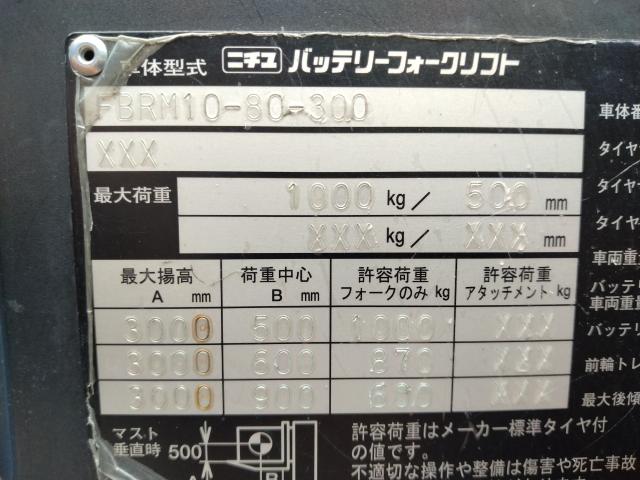 車体型式 ニチユ バッテリーフォークリフト
FBRM10-80-300 車体番
XXX タイヤ
最大荷重 1000 kg/ 500 mm タイヤ
XXX kg/ XXX mm タイヤ
車両重
最大揚高 A mm 荷重中心 B mm 許容荷重 フォークのみ kg 許容荷重 アタッチメント kg バッテリ
車両重量
3000 500 1000 XXX バッテ
3000 600 870 XXX 前輪トレ
3000 900 XXX 最大後傾
マスト
垂直時 500
A B
許容荷重はメーカー標準タイヤ付
の値です。
不適切な操作や整備は傷害や死亡事故